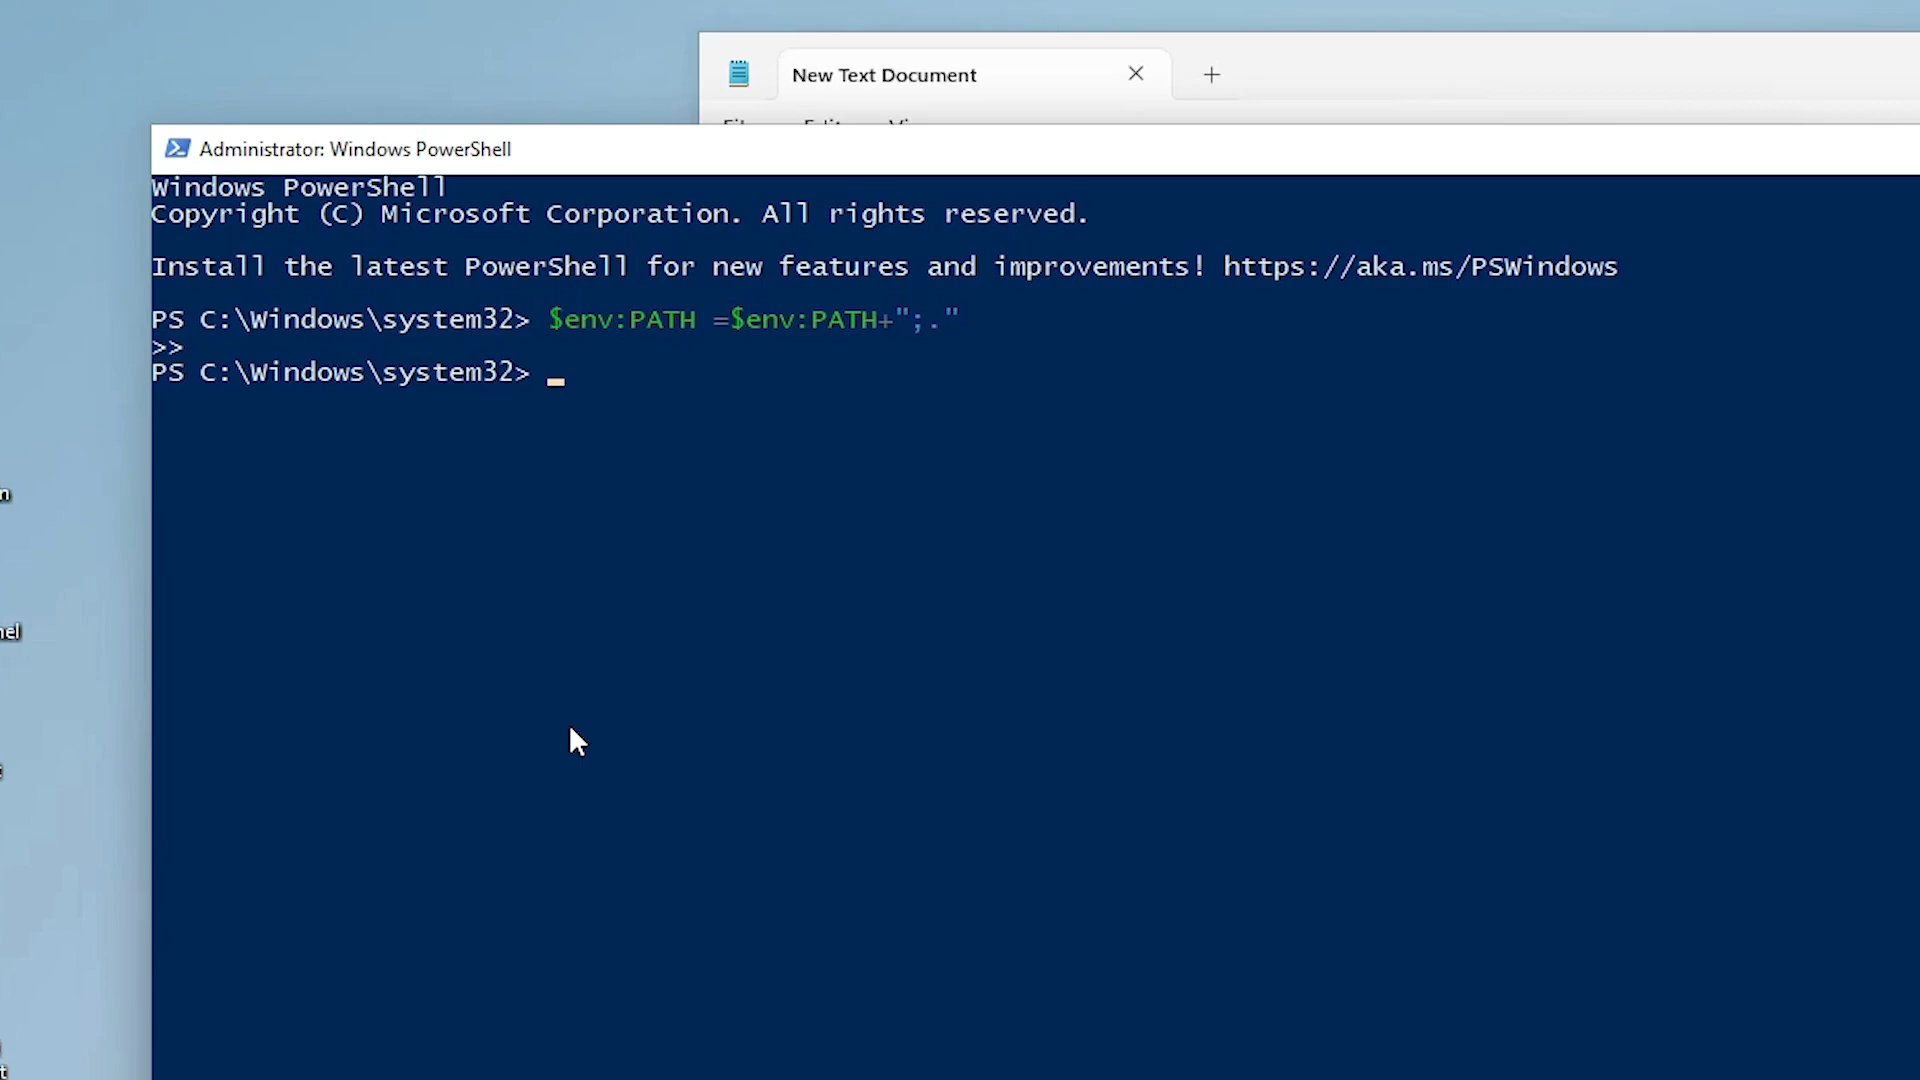 New Text Document
Administrator: Windows PowerShell
Windows PowerShell
Copyright (C) Microsoft Corporation. All rights reserved.
Install the latest PowerShell for new features and improvements! https://aka.ms/PSWindows
PS C:\Windows\system32> $env:PATH =$env:PATH+";."
>>
PS C:\Windows\system32>